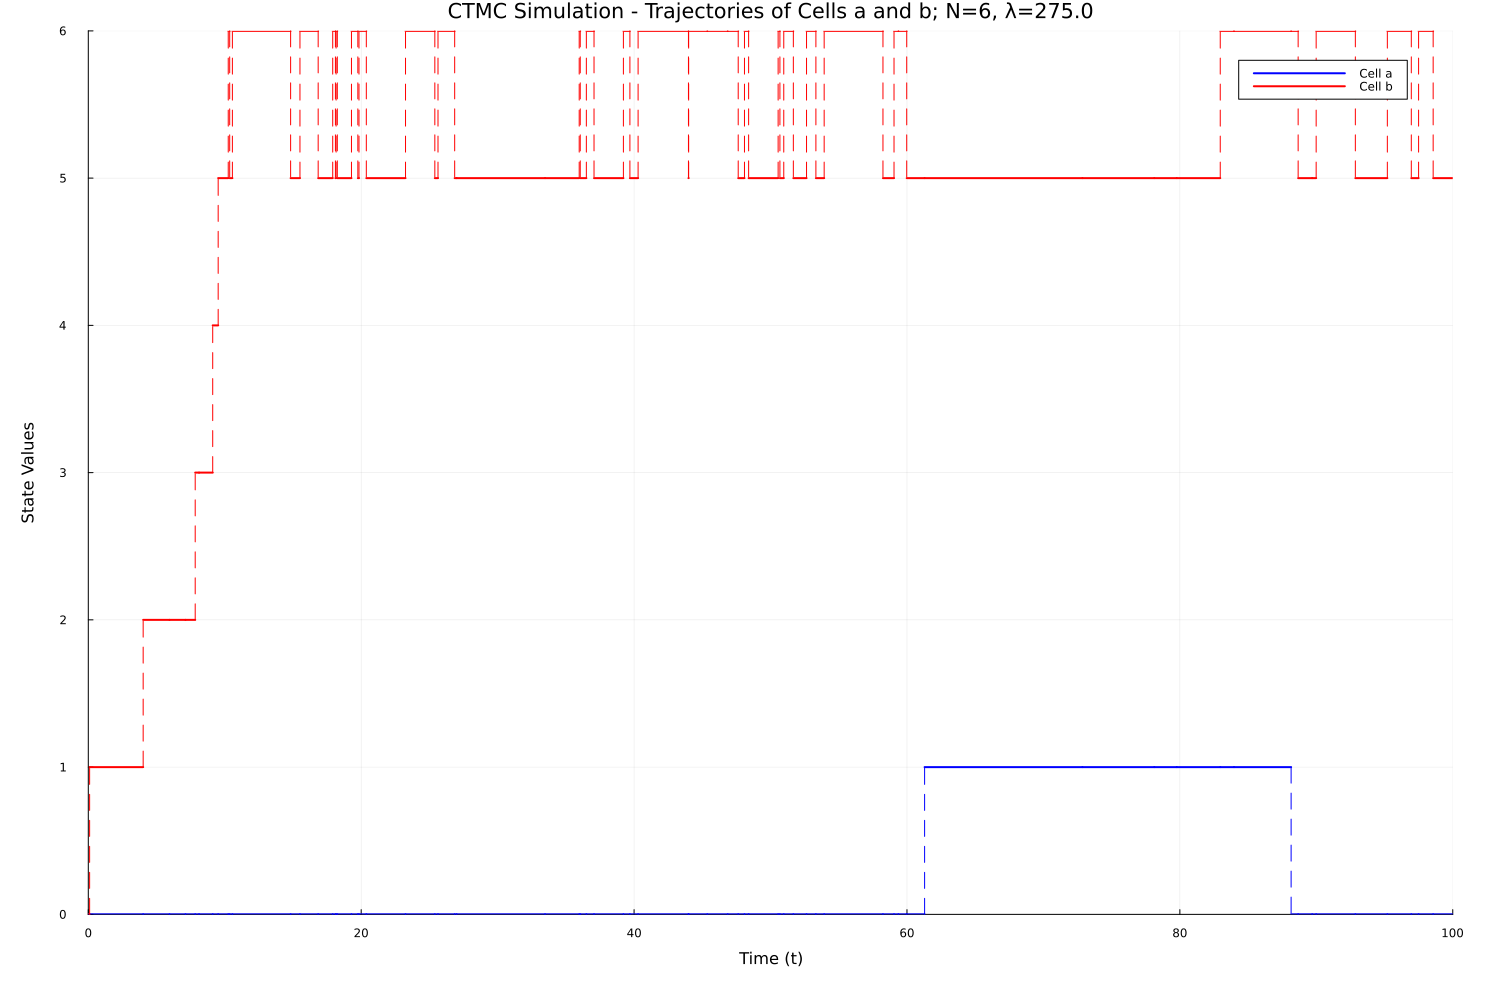 CTMC Simulation - Trajectories of Cells a and b; N=6, λ=275.0
6
5
4
3
2
1
0
State Values
Cell a
Cell b
0 20 40 60 80 100
Time (t)